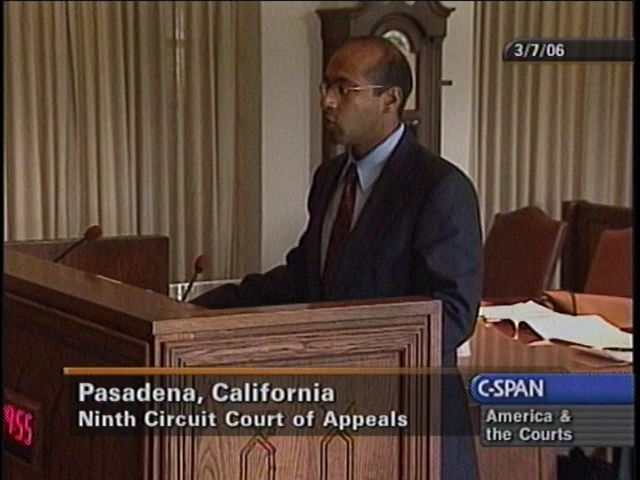 3/7/06
Pasadena, California
Ninth Circuit Court of Appeals
C-SPAN
America &
the Courts